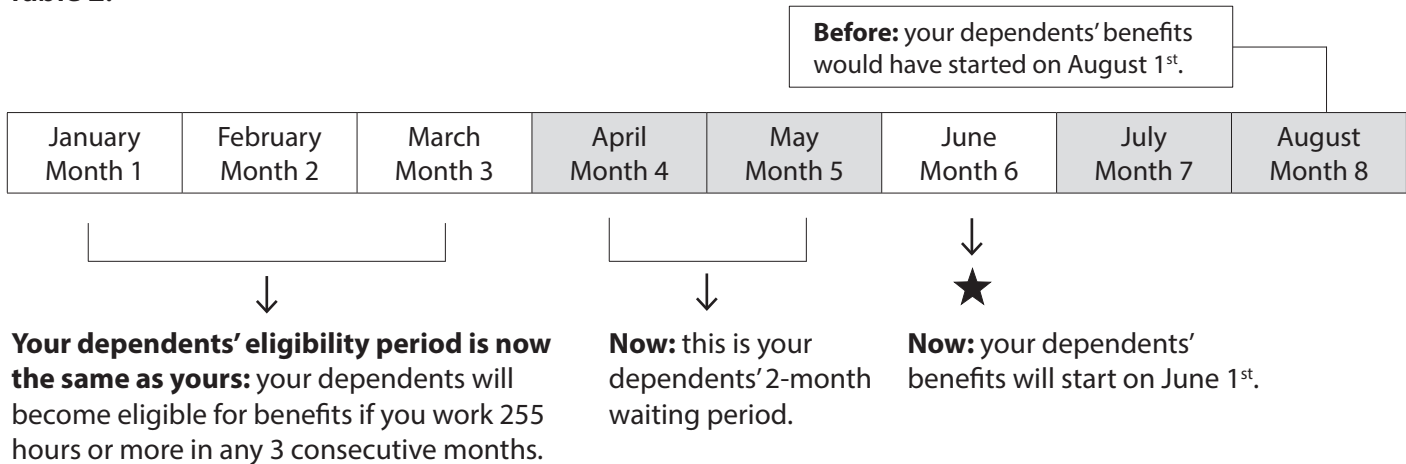 Before: your dependents' benefits
would have started on August 1st.
January February March April May June July August
Month 1 Month 2 Month 3 Month 4 Month 5 Month 6 Month 7 Month 8
Your dependents' eligibility period is now
the same as yours: your dependents will
become eligible for benefits if you work 255
hours or more in any 3 consecutive months.
Now: this is your
dependents' 2-month
waiting period.
Now: your dependents'
benefits will start on June 1st.